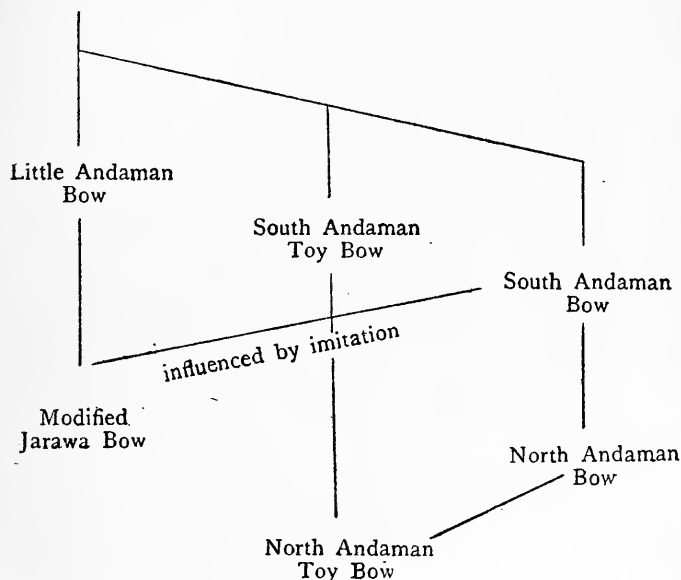 Little Andaman
Bow
South Andaman
Toy Bow
South Andaman
Bow
influenced by imitation
Modified
Jarawa Bow
North Andaman
Bow
North Andaman
Toy Bow